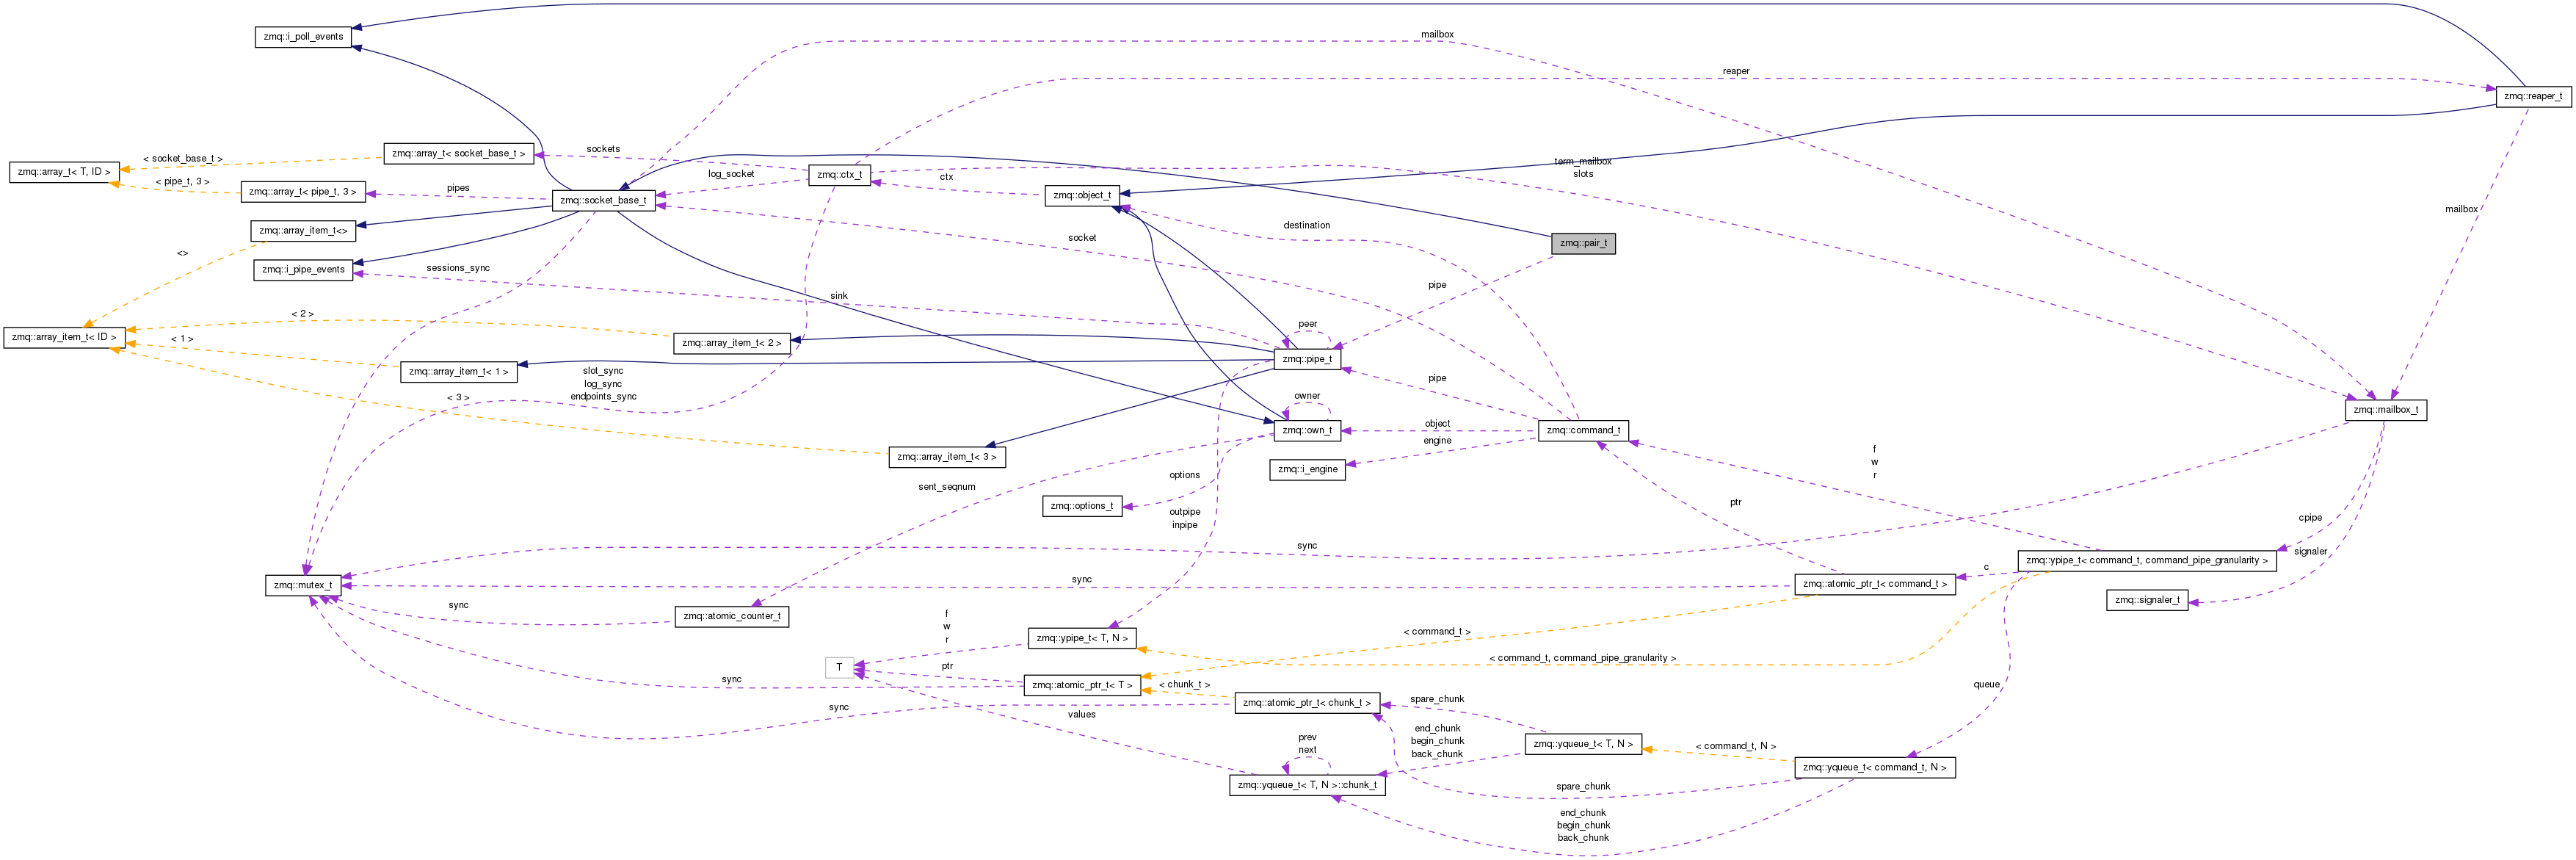 mailbox
zmq::i_poll_events
reaper
zmq::reaper_t
zmq::array_t< socket_base_t >
sockets
< socket_base_t >
term_mailbox
slots
zmq::array_t< T, ID >
zmq::ctx_t
log_socket
ctx
< pipe_t, 3 >
zmq::array_t< pipe_t, 3 >
pipes
zmq::socket_base_t
zmq::object_t
mailbox
zmq::array_item_t<>
destination
socket
zmq::pair_t
<>
zmq::i_pipe_events
sessions_sync
pipe
sink
< 2 >
peer
zmq::array_item_t< ID >
< 1 >
zmq::array_item_t< 2 >
zmq::pipe_t
zmq::array_item_t< 1 >
slot_sync
log_sync
endpoints_sync
pipe
< 3 >
owner
zmq::mailbox_t
object
zmq::own_t
zmq::command_t
engine
zmq::array_item_t< 3 >
zmq::i_engine
f
w
r
options
sent_seqnum
zmq::options_t
ptr
outpipe
inpipe
cpipe
sync
signaler
zmq::ypipe_t< command_t, command_pipe_granularity >
c
zmq::mutex_t
sync
zmq::atomic_ptr_t< command_t >
zmq::signaler_t
sync
zmq::atomic_counter_t
f
w
r
zmq::ypipe_t< T, N >
< command_t >
< command_t, command_pipe_granularity >
T
ptr
sync
zmq::atomic_ptr_t< T >
< chunk_t >
queue
zmq::atomic_ptr_t< chunk_t >
spare_chunk
sync
values
end_chunk
begin_chunk
back_chunk
prev
next
zmq::yqueue_t< T, N >
< command_t, N >
zmq::yqueue_t< command_t, N >
zmq::yqueue_t< T, N >::chunk_t
spare_chunk
end_chunk
begin_chunk
back_chunk